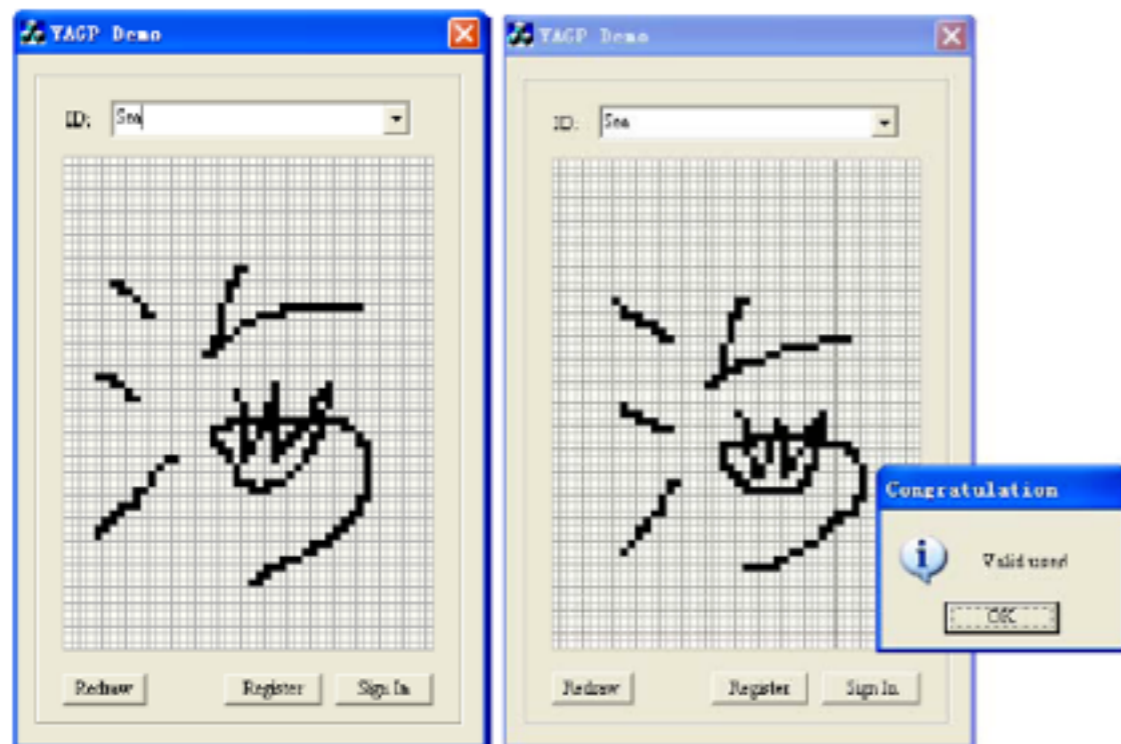 YAGP Demo
ID: Sea
Redraw Register Sign In
YAGP Demo
ID: Sea
Redraw Register Sign In
Congratulation
Valid user!
OK